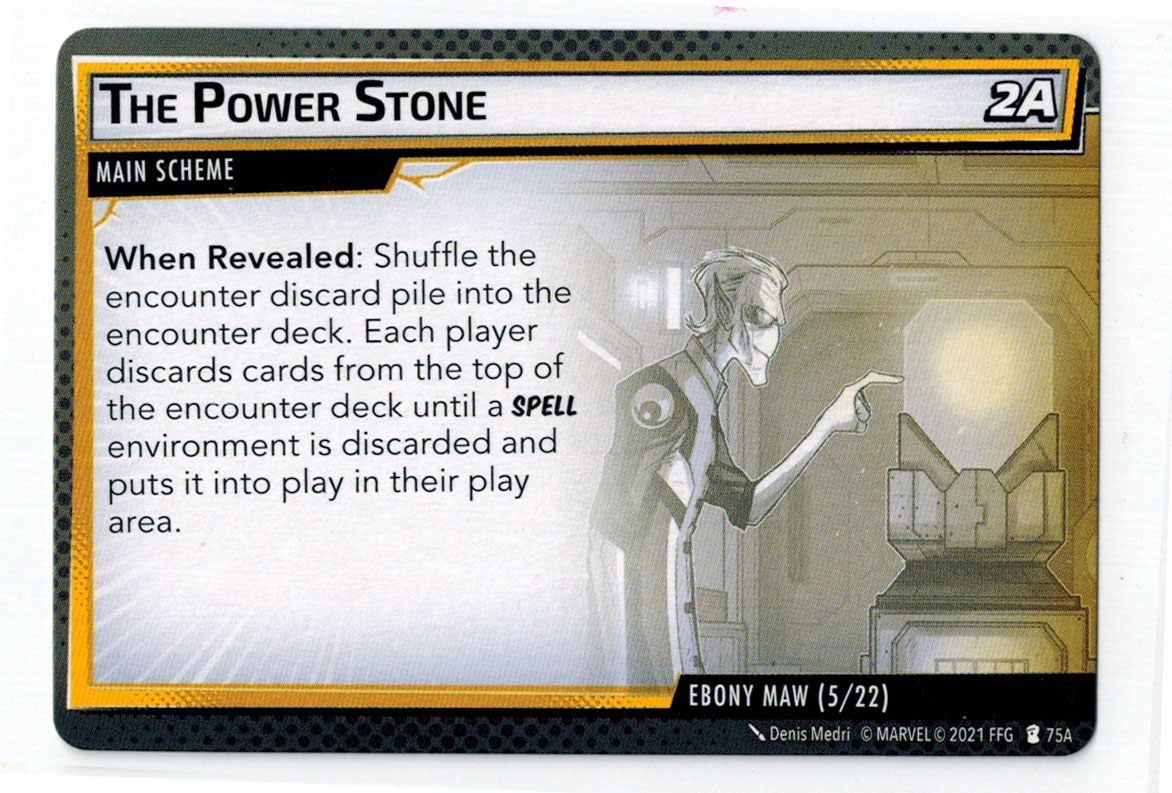 The Power Stone
2A
MAIN SCHEME
When Revealed: Shuffle the
encounter discard pile into the
encounter deck. Each player
discards cards from the top of
the encounter deck until a SPELL
environment is discarded and
puts it into play in their play
area.
EBONY MAW (5/22)
Denis Medri © MARVEL © 2021 FFG 75A